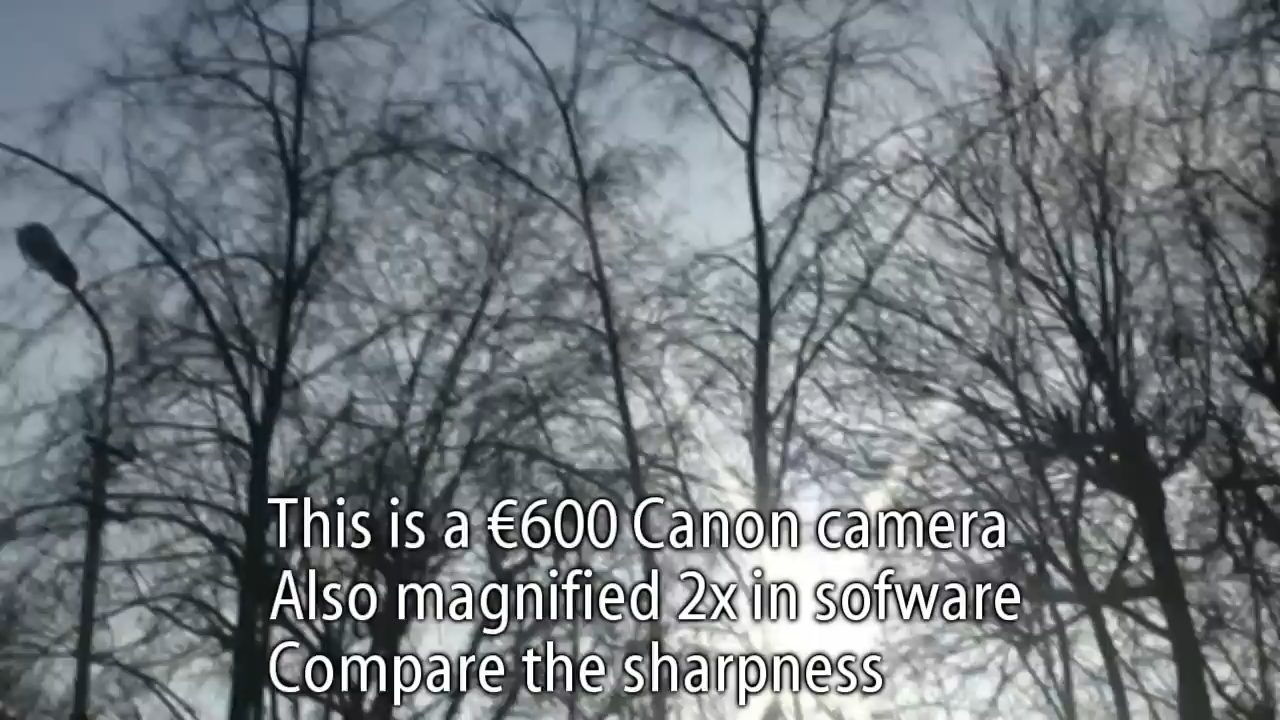 This is a €600 Canon camera
Also magnified 2x in sofware
Compare the sharpness